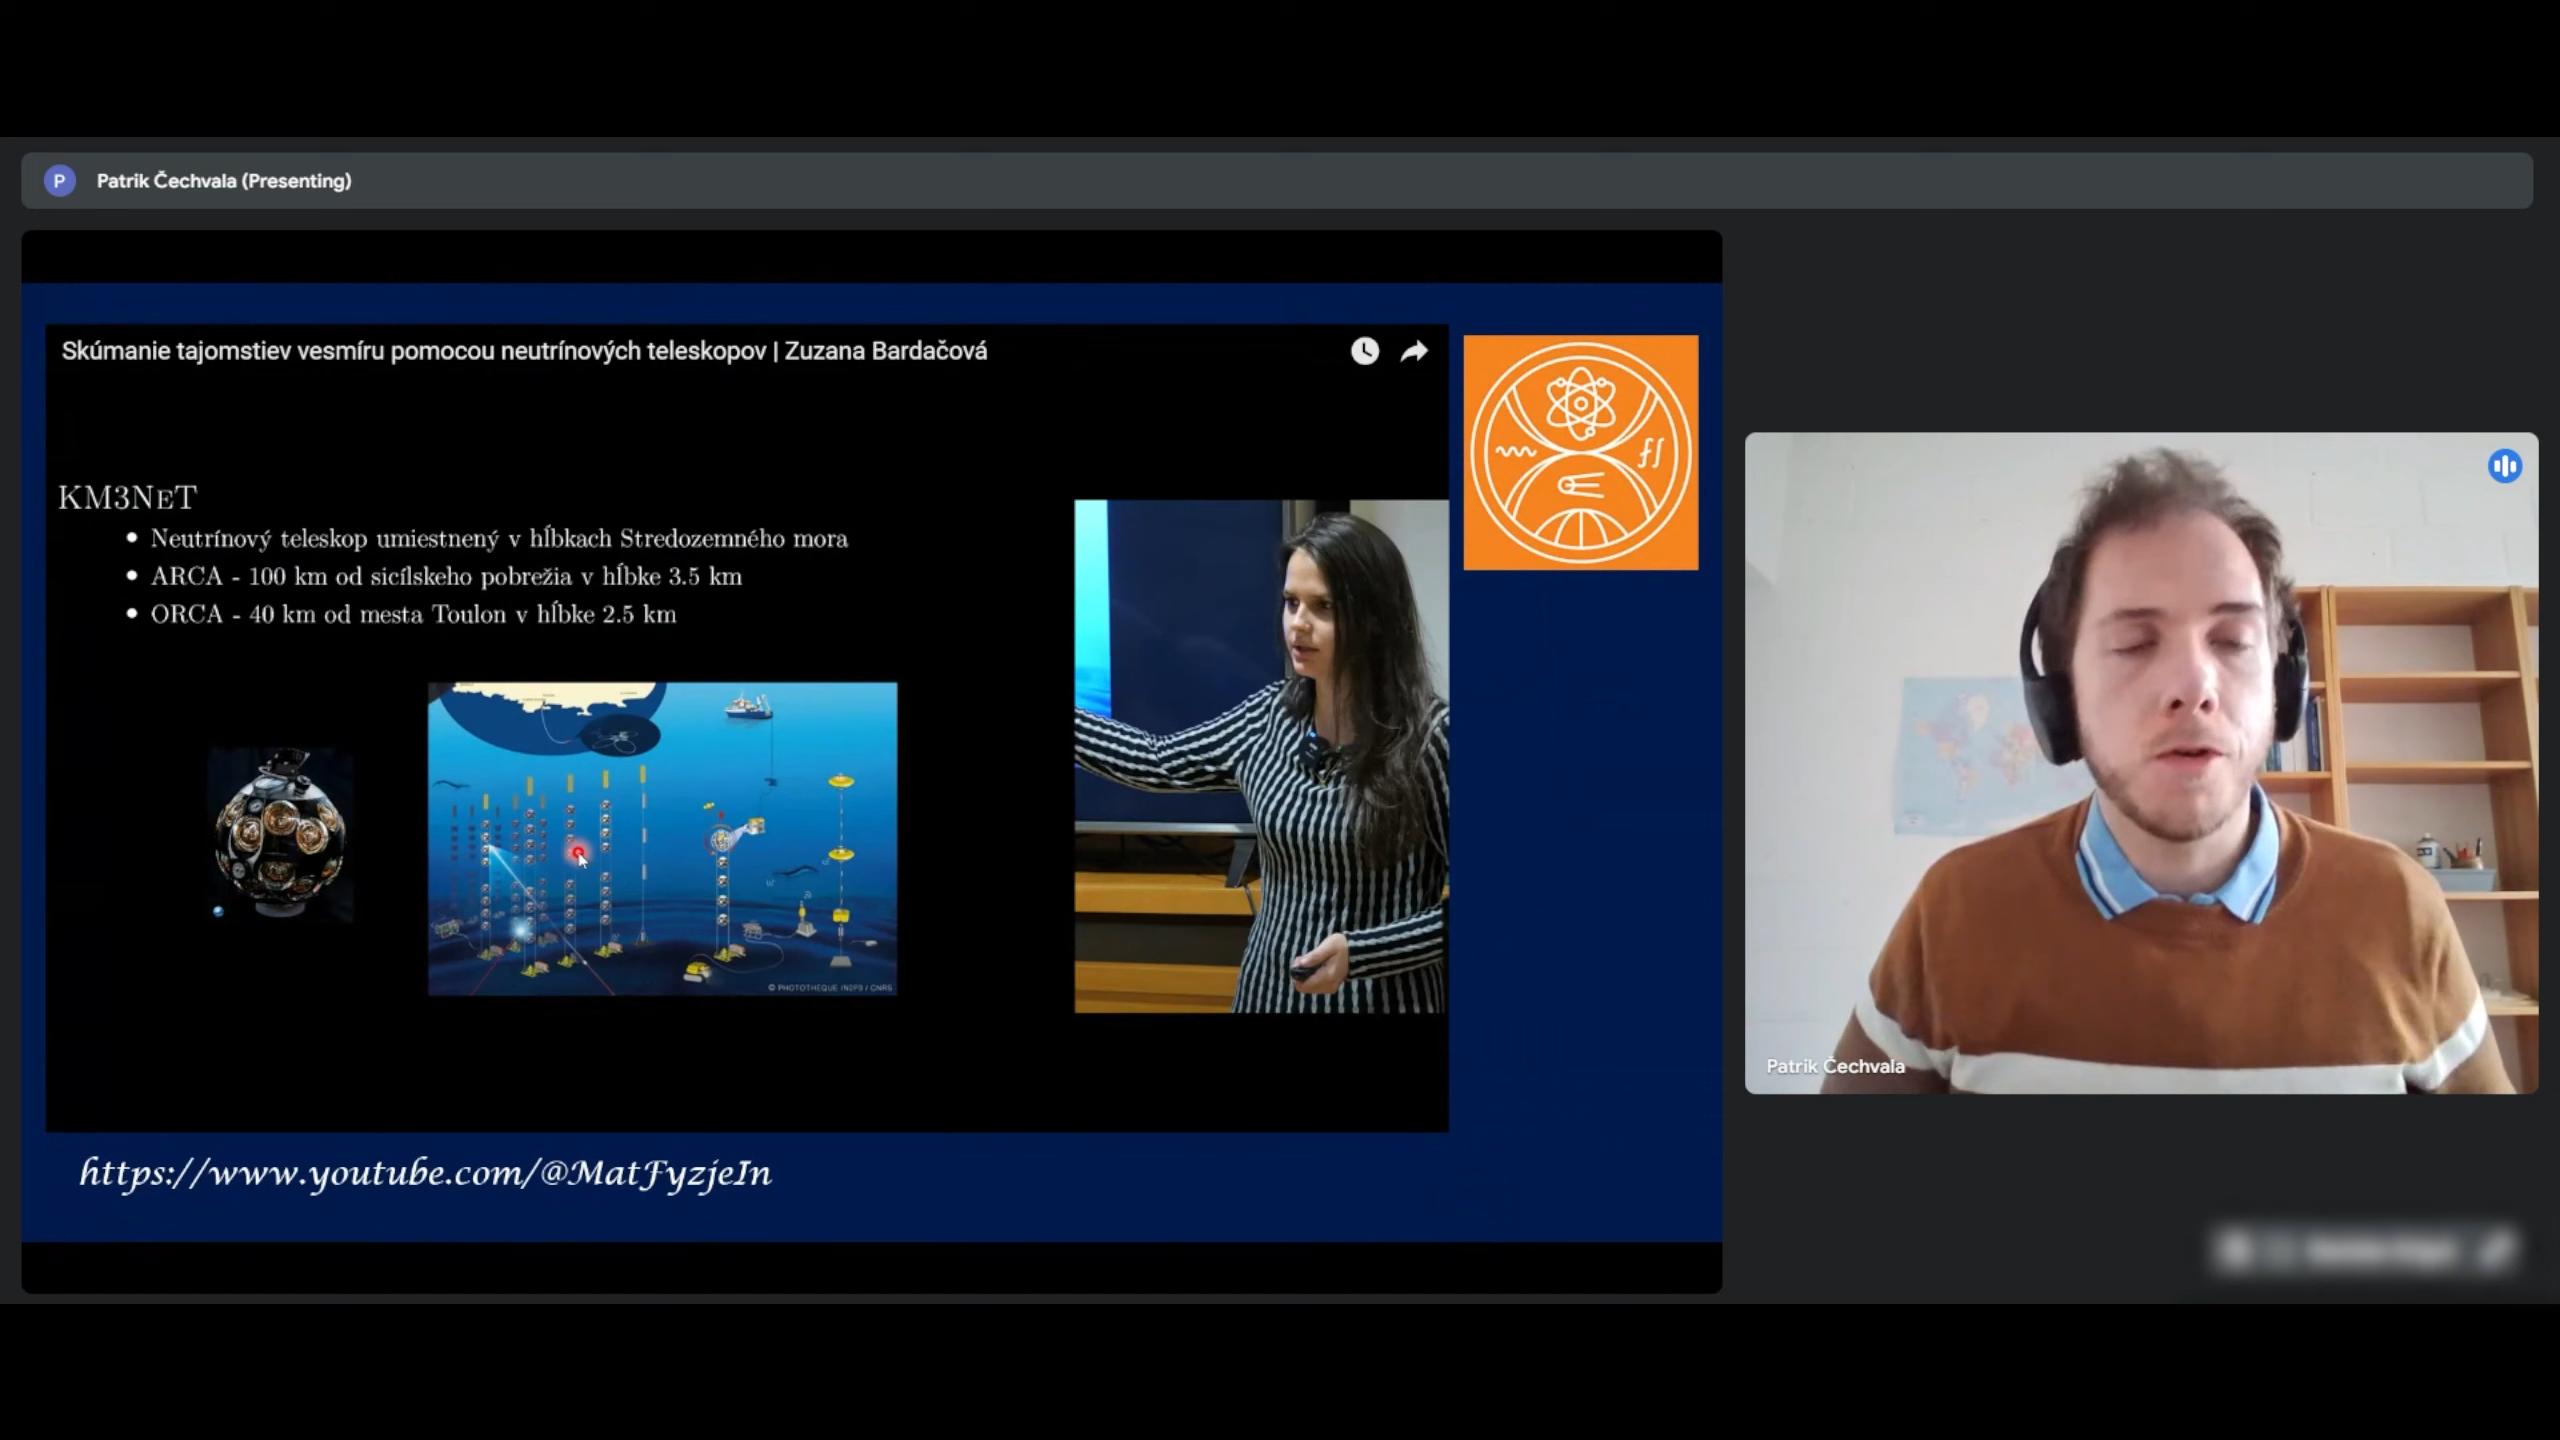 P
Patrik Čechvala (Presenting)
Skúmanie tajomstiev vesmíru pomocou neutrínových teleskopov | Zuzana Bardačová
KM3NeT
• Neutrínový teleskop umiestnený v hĺbkach Stredozemného mora
• ARCA - 100 km od sicílskeho pobrežia v hĺbke 3.5 km
• ORCA - 40 km od mesta Toulon v hĺbke 2.5 km
© PHOTOTHÈQUE IN2P3 / CNRS
https://www.youtube.com/@MatFyzjeIn
Patrik Čechvala